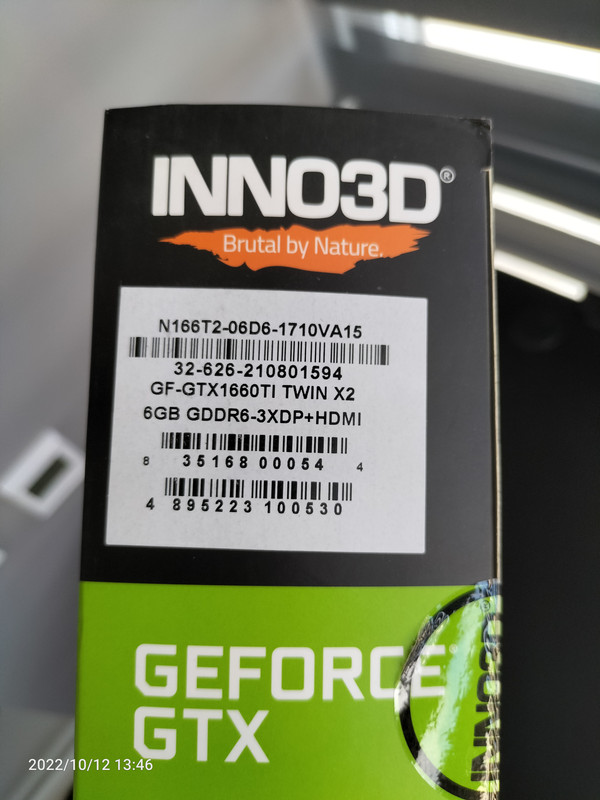 INNO3D®
Brutal by Nature.
N166T2-06D6-1710VA15
32-626-210801594
GF-GTX1660TI TWIN X2
6GB GDDR6-3XDP+HDMI
8 35168 00054 4
4 895223 100530
GEFORCE®
GTX
INNO3D
2022/10/12 13:46